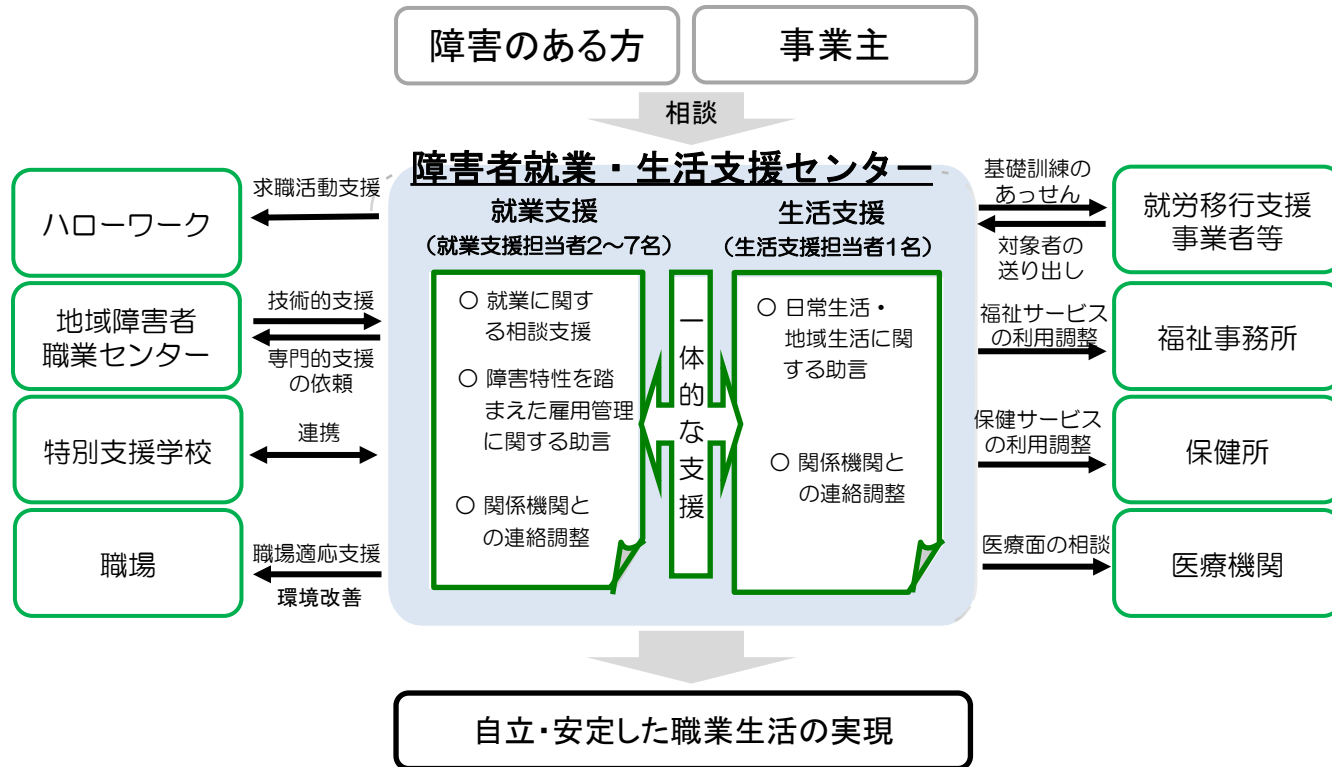 障害のある方
事業主
相談
障害者就業・生活支援センター
ハローワーク
求職活動支援
地域障害者
職業センター
技術的支援
専門的支援
の依頼
特別支援学校
連携
職場
職場適応支援
環境改善
就業支援
（就業支援担当者2～7名）
○ 就業に関す
る相談支援
○ 障害特性を踏
まえた雇用管理
に関する助言
○ 関係機関と
の連絡調整
一体的な支援
生活支援
（生活支援担当者1名）
○ 日常生活・
地域生活に関
する助言
○ 関係機関と
の連絡調整
基礎訓練の
あっせん
対象者の
送り出し
就労移行支援
事業者等
福祉サービス
の利用調整
福祉事務所
保健サービス
の利用調整
保健所
医療面の相談
医療機関
自立・安定した職業生活の実現